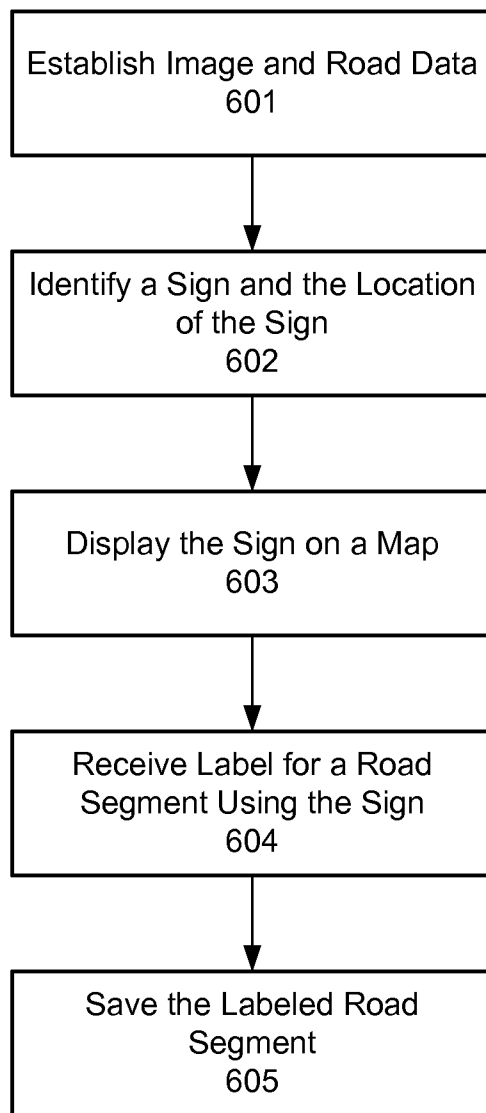 Establish Image and Road Data
601
Identify a Sign and the Location
of the Sign
602
Display the Sign on a Map
603
Receive Label for a Road
Segment Using the Sign
604
Save the Labeled Road
Segment
605